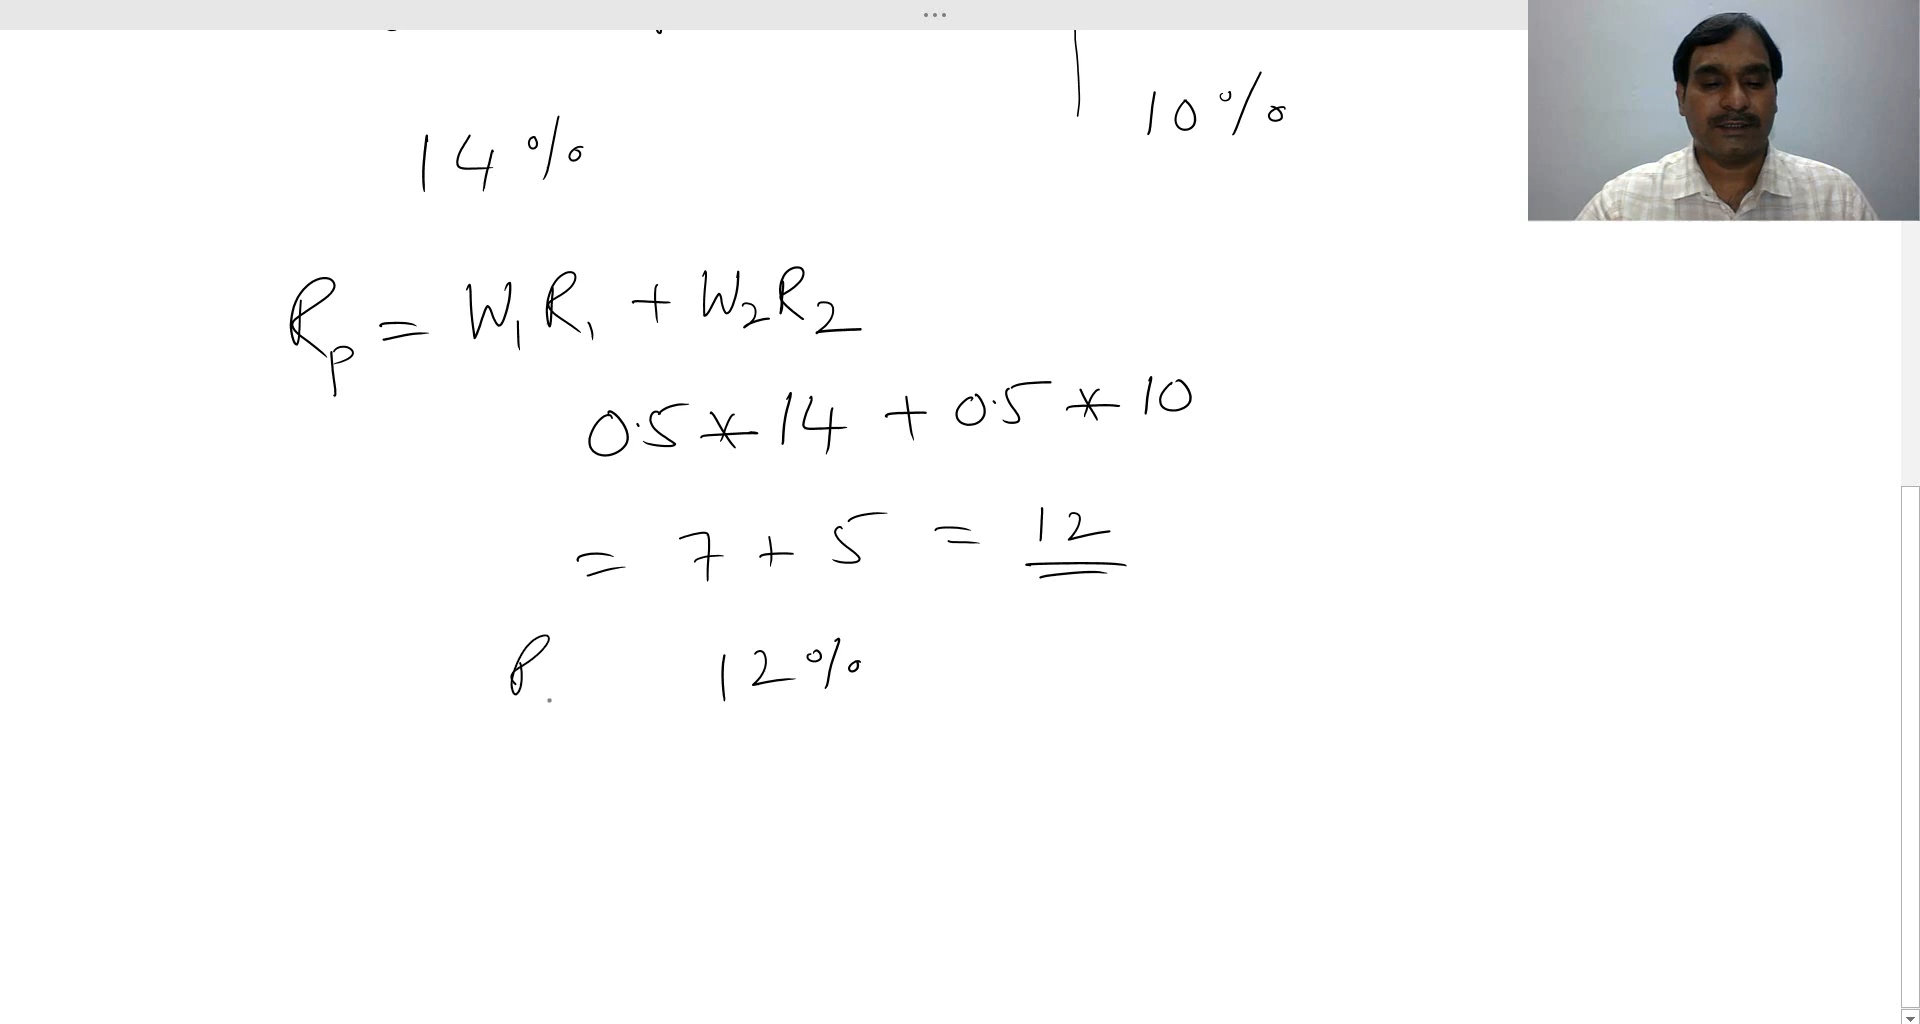 14%
10%
Rp = W1R1 + W2R2
0.5 * 14 + 0.5 * 10
= 7 + 5 = 12
P 12%